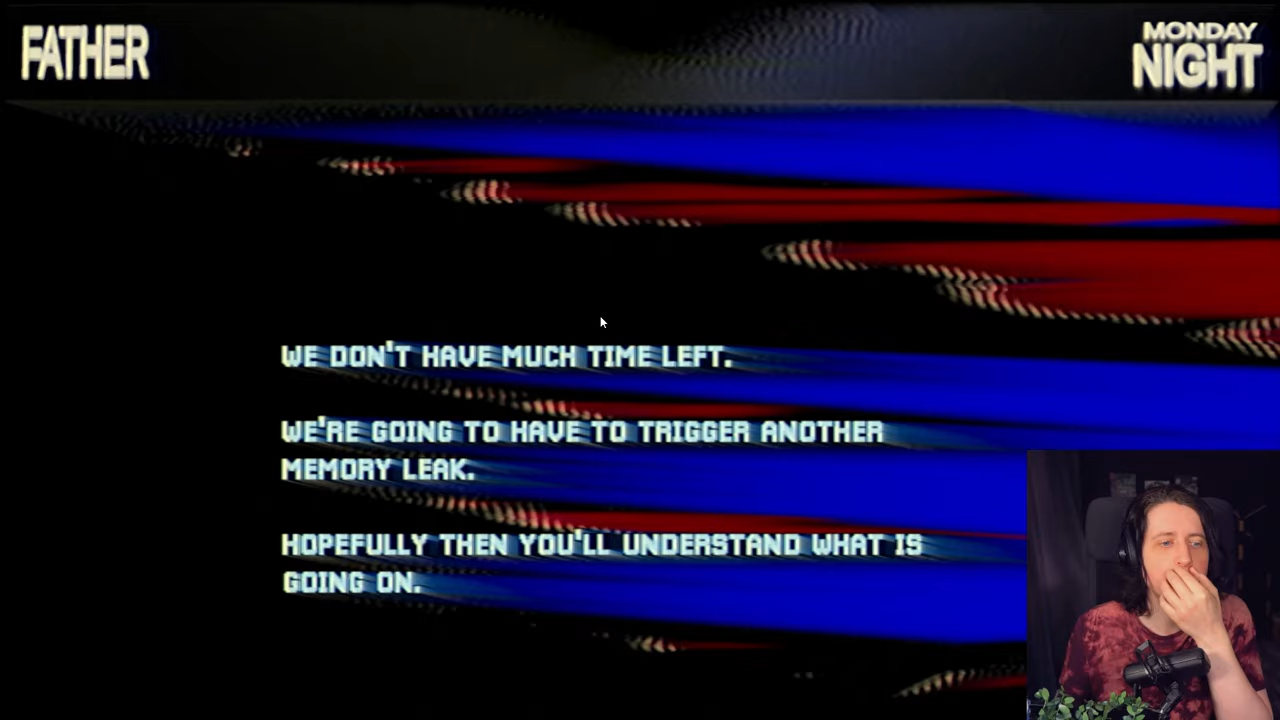 FATHER
MONDAY
NIGHT
WE DON'T HAVE MUCH TIME LEFT.
WE'RE GOING TO HAVE TO TRIGGER ANOTHER
MEMORY LEAK.
HOPEFULLY THEN YOU'LL UNDERSTAND WHAT IS
GOING ON.